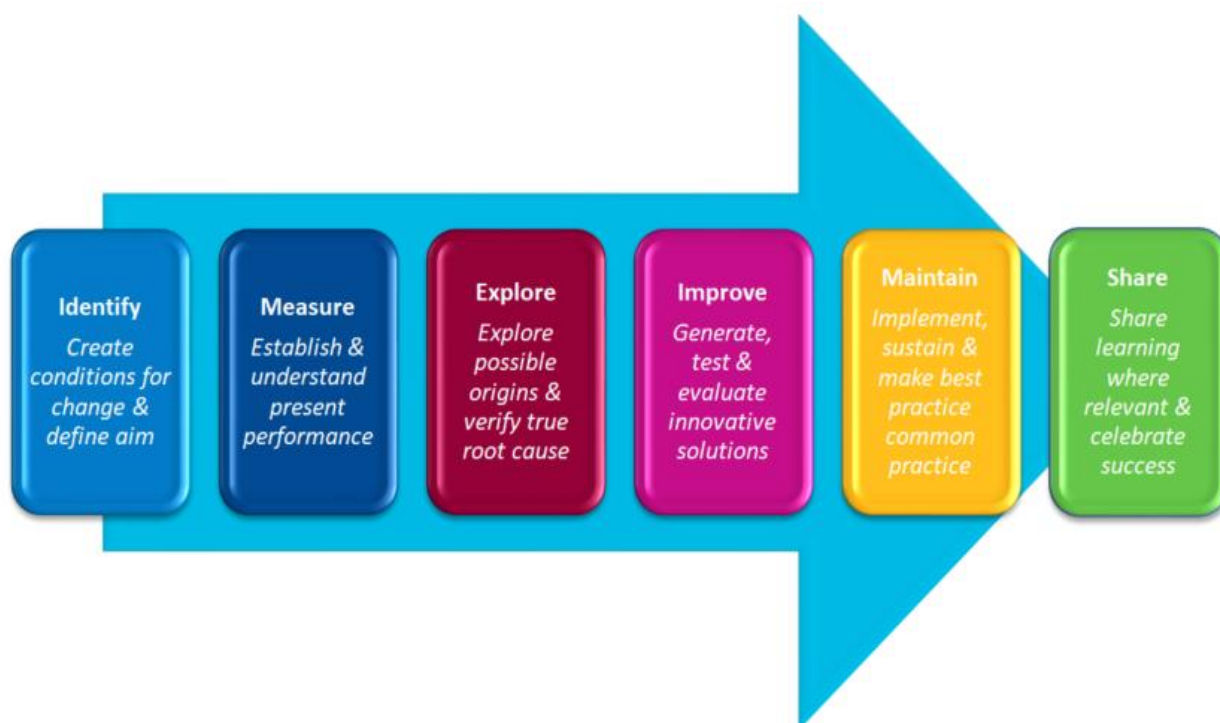 Identify
Create
conditions for
change &
define aim
Measure
Establish &
understand
present
performance
Explore
Explore
possible
origins &
verify true
root cause
Improve
Generate,
test &
evaluate
innovative
solutions
Maintain
Implement,
sustain &
make best
practice
common
practice
Share
Share
learning
where
relevant &
celebrate
success